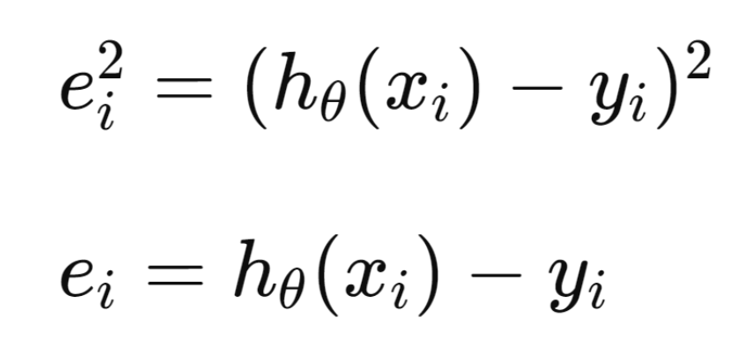 e_i^2 = (h_θ(x_i) − y_i)^2
e_i = h_θ(x_i) − y_i